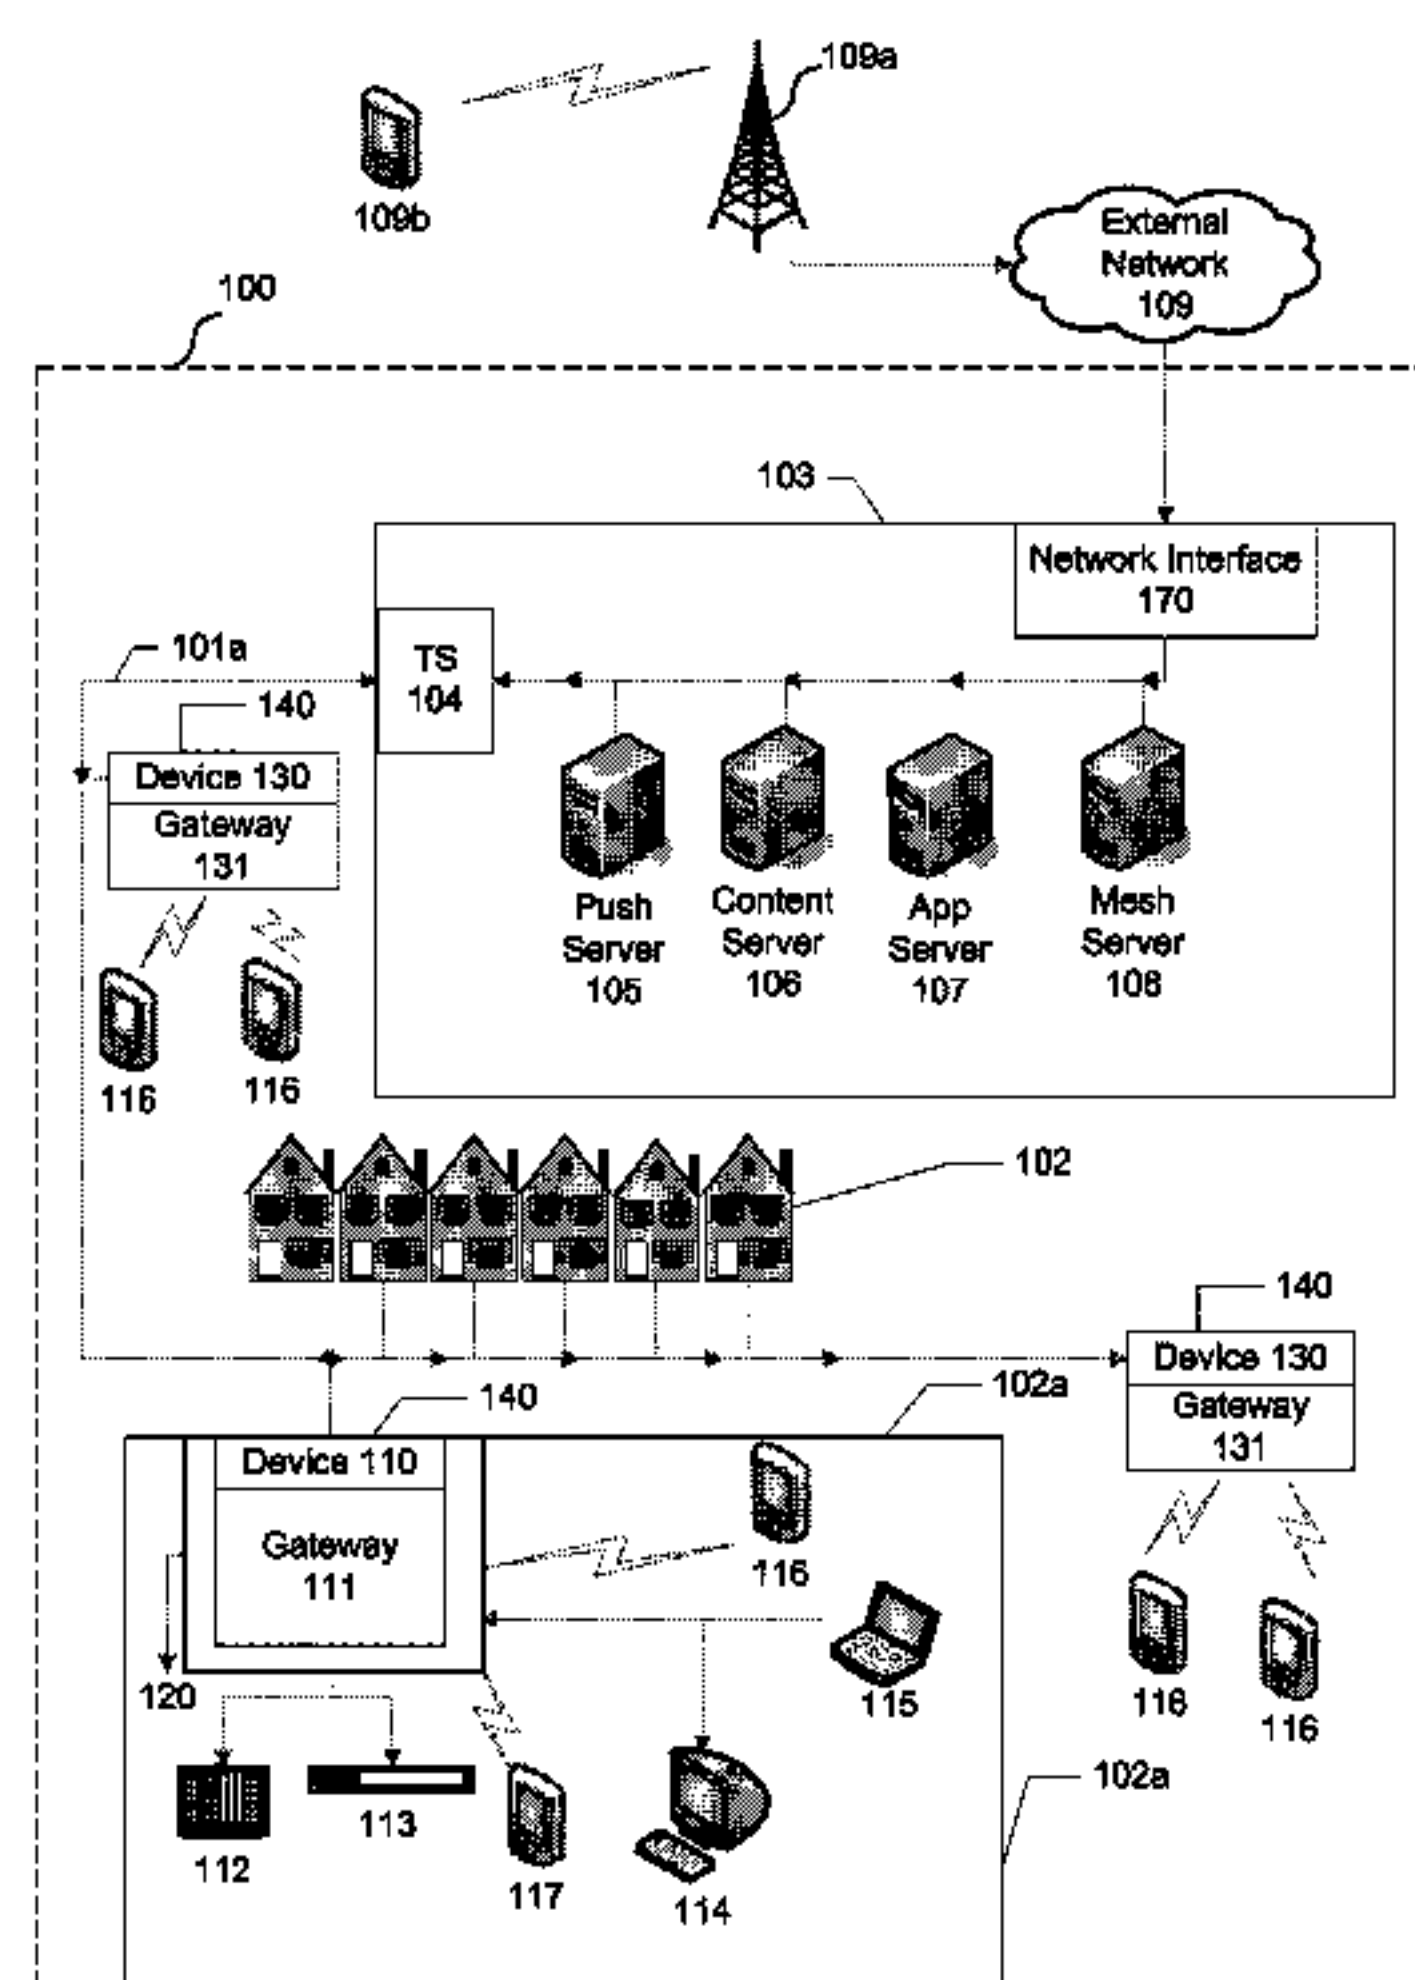 109a
109b
External
Network
109
100
103
Network Interface
170
101a
TS
104
140
Device 130
Gateway
131
Push
Server
105
Content
Server
106
App
Server
107
Mesh
Server
108
116
116
102
140
Device 130
Gateway
131
102a
140
Device 110
Gateway
111
116
120
115
116
116
102a
112
113
117
114